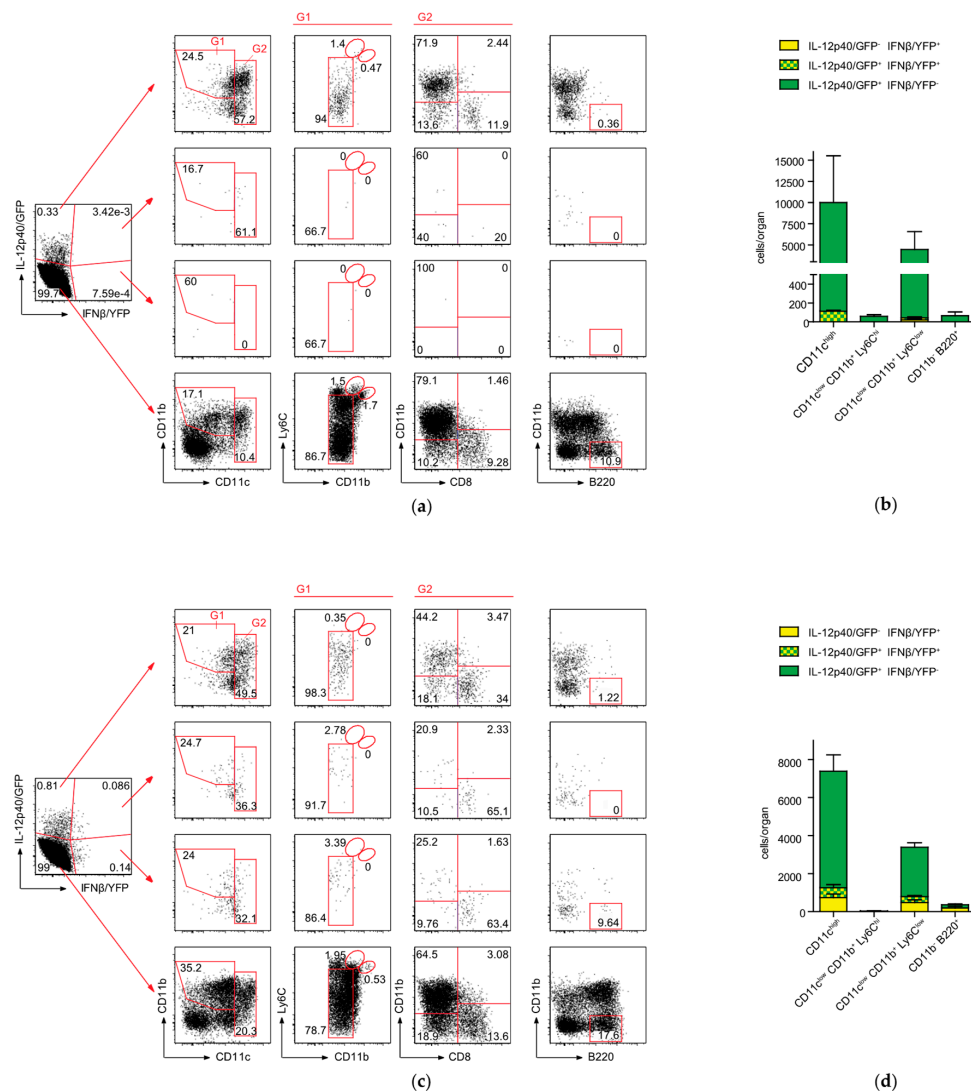 G1 G2
G1 G2
24.5 57.2
1.4 0.47 94
71.9 2.44 13.6 11.9
0.36
16.7 61.1
0 0 66.7
60 0 40 20
0
IL-12p40/GFP
0.33 3.42e-3
99.7 7.59e-4
IFNβ/YFP
60 0
0 0 66.7
100 0 0 0
0
17.1 10.4
1.5 1.7 86.7
79.1 1.46 10.2 9.28
10.9
CD11b Ly6C CD11b CD11b
CD11c CD11b CD8 B220
(a)
IL-12p40/GFP⁻ IFNβ/YFP⁺
IL-12p40/GFP⁺ IFNβ/YFP⁺
IL-12p40/GFP⁺ IFNβ/YFP⁻
cells/organ
15000
12500
10000
7500
5000
600
400
200
0
CD11c^high
CD11c^low CD11b⁺ Ly6C^hi
CD11c^low CD11b⁺ Ly6C^low
CD11b⁻ B220⁺
(b)
G1 G2
G1 G2
21 49.5
0.35 0 98.3
44.2 3.47 18.1 34
1.22
24.7 36.3
2.78 0 91.7
20.9 2.33 10.5 65.1
0
IL-12p40/GFP
0.81 0.086
99 0.14
IFNβ/YFP
24 32.1
3.39 0 86.4
25.2 1.63 9.76 63.4
9.64
35.2 20.3
1.95 0.53 78.7
64.5 3.08 18.9 13.6
17.6
CD11b Ly6C CD11b CD11b
CD11c CD11b CD8 B220
(c)
IL-12p40/GFP⁻ IFNβ/YFP⁺
IL-12p40/GFP⁺ IFNβ/YFP⁺
IL-12p40/GFP⁺ IFNβ/YFP⁻
cells/organ
8000
6000
4000
2000
0
CD11c^high
CD11c^low CD11b⁺ Ly6C^hi
CD11c^low CD11b⁺ Ly6C^low
CD11b⁻ B220⁺
(d)